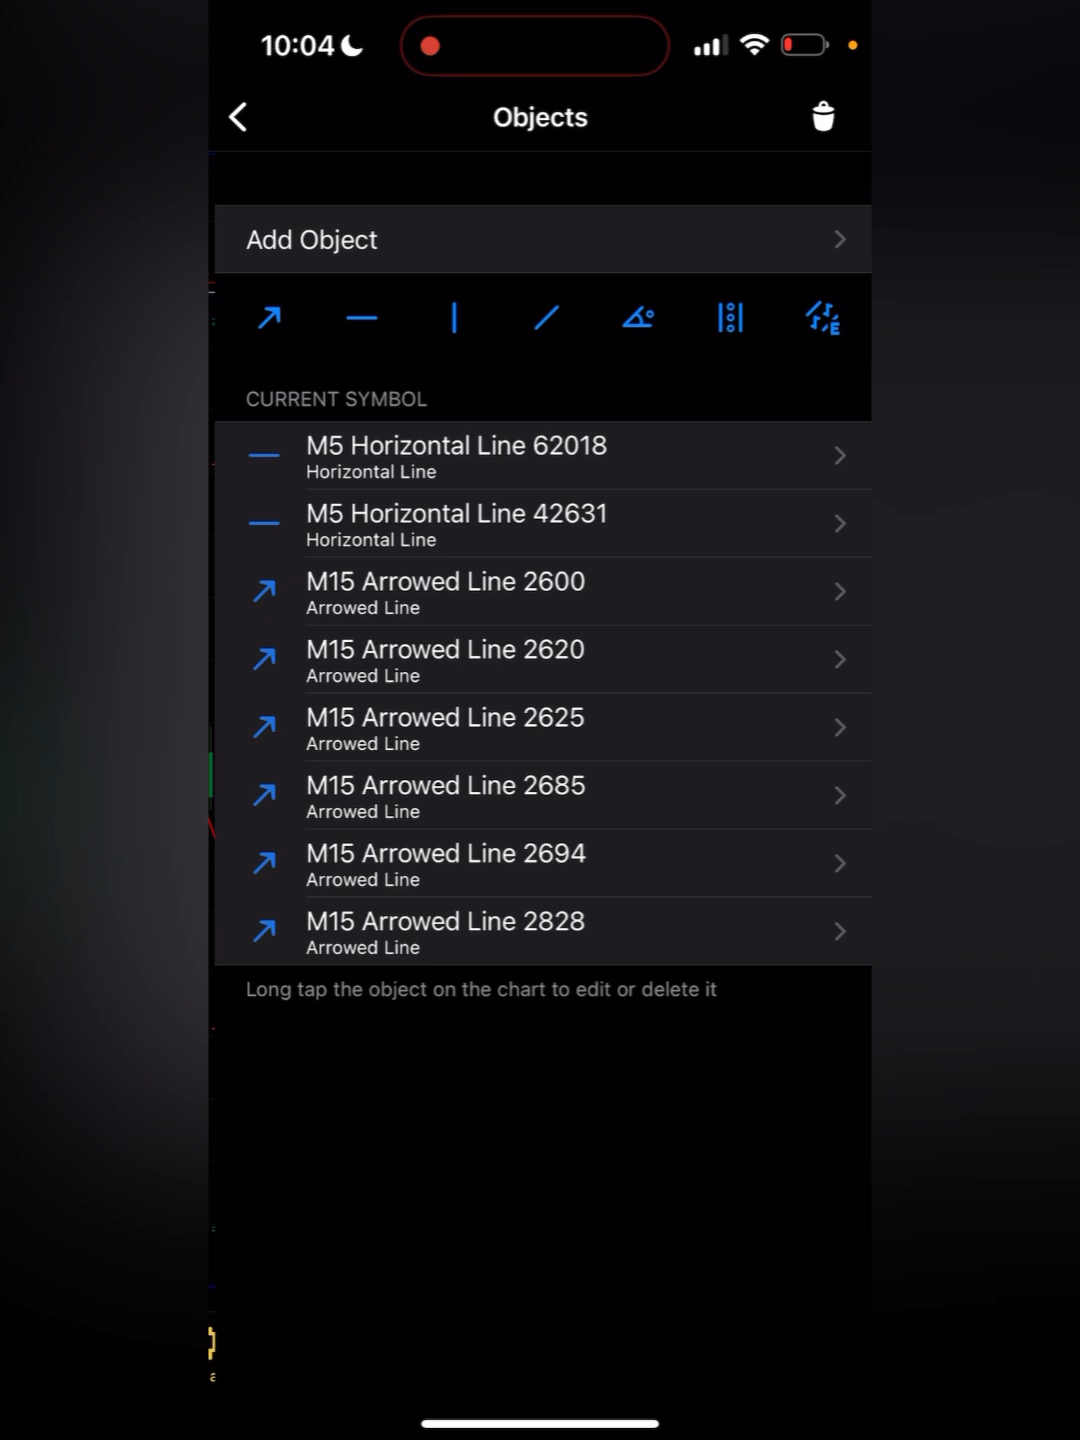 10:04
Objects
Add Object
CURRENT SYMBOL
M5 Horizontal Line 62018
Horizontal Line
M5 Horizontal Line 42631
Horizontal Line
M15 Arrowed Line 2600
Arrowed Line
M15 Arrowed Line 2620
Arrowed Line
M15 Arrowed Line 2625
Arrowed Line
M15 Arrowed Line 2685
Arrowed Line
M15 Arrowed Line 2694
Arrowed Line
M15 Arrowed Line 2828
Arrowed Line
Long tap the object on the chart to edit or delete it